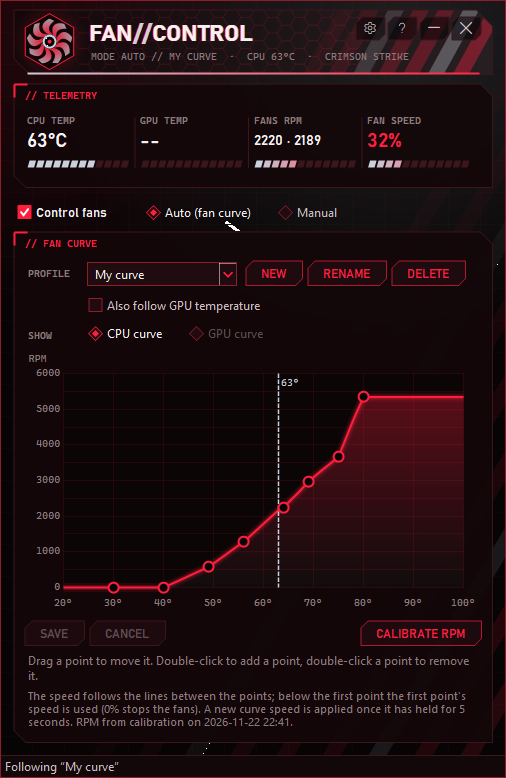 FAN//CONTROL
?
MODE AUTO // MY CURVE - CPU 63°C - CRIMSON STRIKE
// TELEMETRY
CPU TEMP GPU TEMP FANS RPM FAN SPEED
63°C -- 2220 · 2189 32%
Control fans Auto (fan curve) Manual
// FAN CURVE
PROFILE My curve NEW RENAME DELETE
Also follow GPU temperature
SHOW CPU curve GPU curve
RPM
6000
63°
5000
4000
3000
2000
1000
0
20° 30° 40° 50° 60° 70° 80° 90° 100°
SAVE CANCEL CALIBRATE RPM
Drag a point to move it. Double-click to add a point, double-click a point to remove
it.
The speed follows the lines between the points; below the first point the first point's
speed is used (0% stops the fans). A new curve speed is applied once it has held for 5
seconds. RPM from calibration on 2026-11-22 22:41.
Following "My curve"